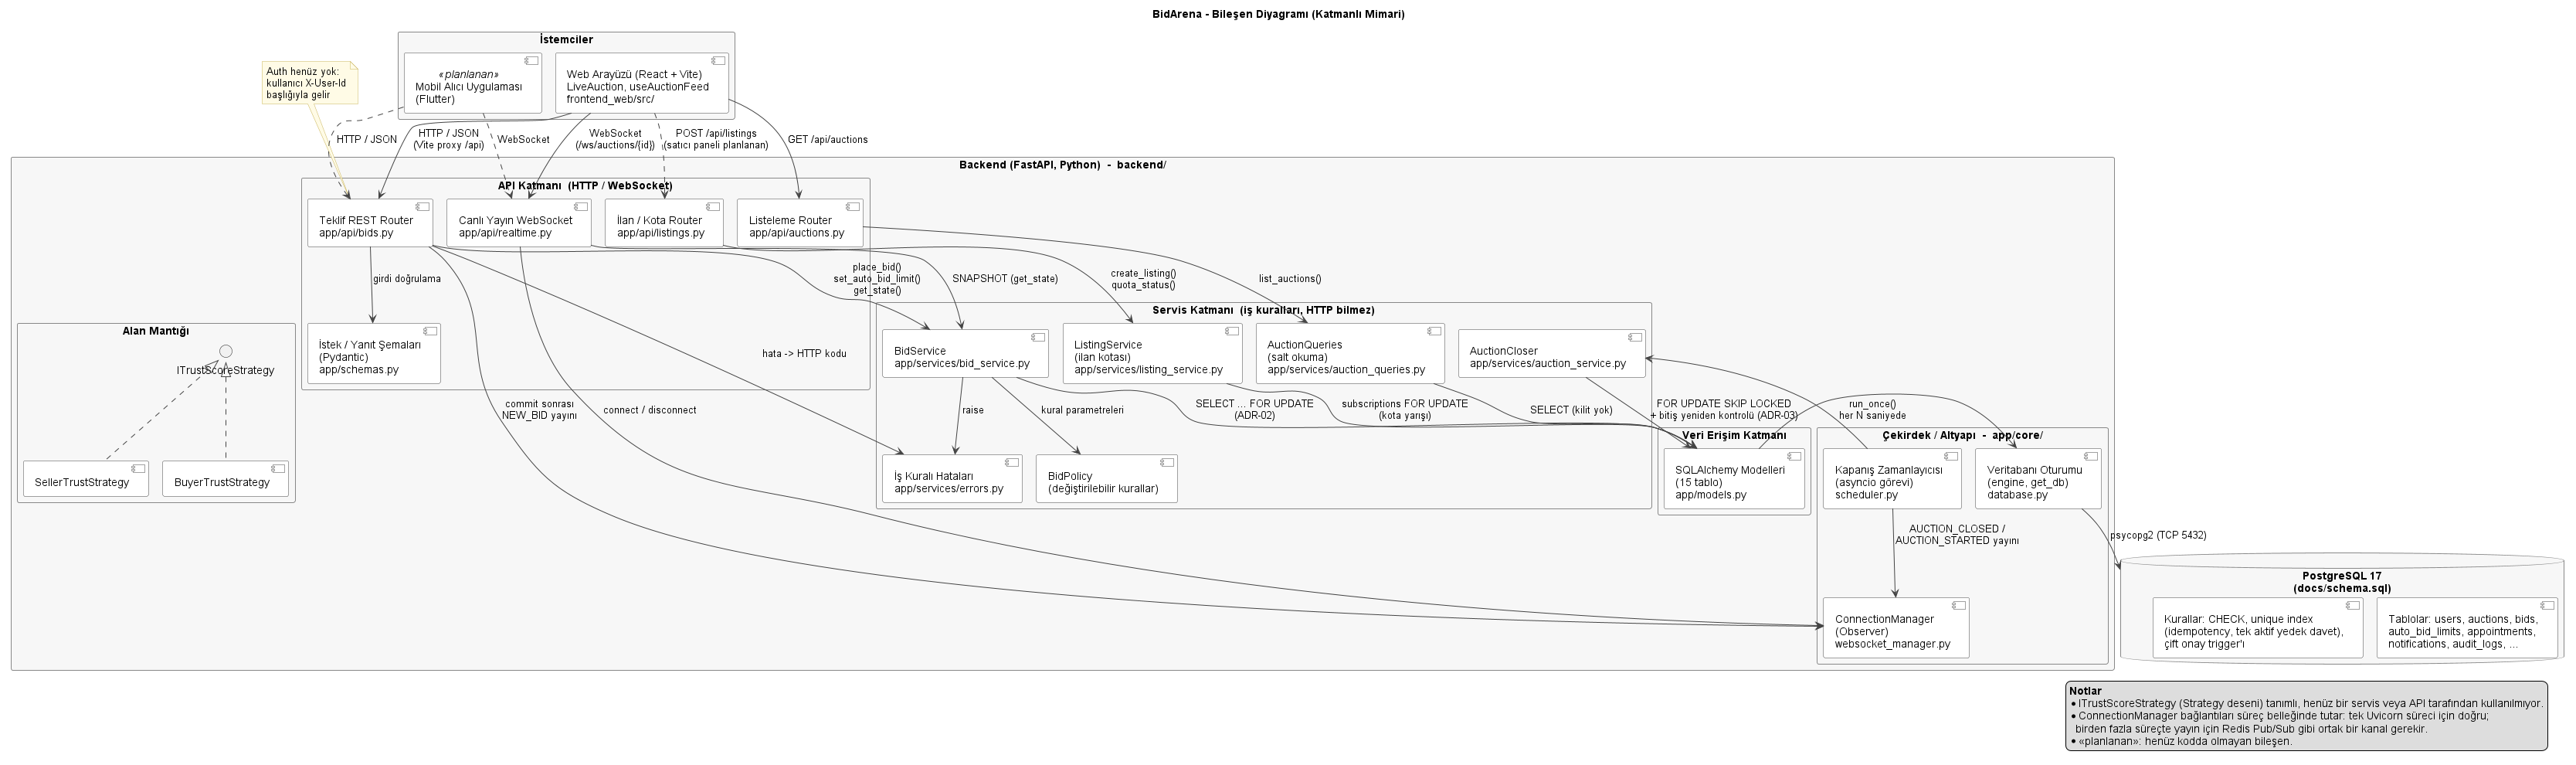 BidArena - Bileşen Diyagramı (Katmanlı Mimari)
İstemciler
«planlanan»
Mobil Alıcı Uygulaması
(Flutter)
Web Arayüzü (React + Vite)
LiveAuction, useAuctionFeed
frontend_web/src/
Auth henüz yok:
kullanıcı X-User-Id
başlığıyla gelir
HTTP / JSON
HTTP / JSON
(Vite proxy /api)
WebSocket
WebSocket
(/ws/auctions/{id})
POST /api/listings
(satıcı paneli planlanan)
GET /api/auctions
Backend (FastAPI, Python)  -  backend/
API Katmanı  (HTTP / WebSocket)
Teklif REST Router
app/api/bids.py
Canlı Yayın WebSocket
app/api/realtime.py
İlan / Kota Router
app/api/listings.py
Listeleme Router
app/api/auctions.py
girdi doğrulama
place_bid()
set_auto_bid_limit()
get_state()
SNAPSHOT (get_state)
create_listing()
quota_status()
list_auctions()
İstek / Yanıt Şemaları
(Pydantic)
app/schemas.py
hata -> HTTP kodu
Alan Mantığı
ITrustScoreStrategy
SellerTrustStrategy
BuyerTrustStrategy
Servis Katmanı  (iş kuralları, HTTP bilmez)
BidService
app/services/bid_service.py
ListingService
(ilan kotası)
app/services/listing_service.py
AuctionQueries
(salt okuma)
app/services/auction_queries.py
AuctionCloser
app/services/auction_service.py
commit sonrası
NEW_BID yayını
connect / disconnect
raise
kural parametreleri
SELECT ... FOR UPDATE
(ADR-02)
subscriptions FOR UPDATE
(kota yarışı)
SELECT (kilit yok)
FOR UPDATE SKIP LOCKED
+ bitiş yeniden kontrolü (ADR-03)
run_once()
her N saniyede
İş Kuralı Hataları
app/services/errors.py
BidPolicy
(değiştirilebilir kurallar)
Veri Erişim Katmanı
SQLAlchemy Modelleri
(15 tablo)
app/models.py
Çekirdek / Altyapı  -  app/core/
Kapanış Zamanlayıcısı
(asyncio görevi)
scheduler.py
Veritabanı Oturumu
(engine, get_db)
database.py
AUCTION_CLOSED /
AUCTION_STARTED yayını
psycopg2 (TCP 5432)
ConnectionManager
(Observer)
websocket_manager.py
PostgreSQL 17
(docs/schema.sql)
Kurallar: CHECK, unique index
(idempotency, tek aktif yedek davet),
çift onay trigger'ı
Tablolar: users, auctions, bids,
auto_bid_limits, appointments,
notifications, audit_logs, ...
Notlar
• ITrustScoreStrategy (Strategy deseni) tanımlı, henüz bir servis veya API tarafından kullanılmıyor.
• ConnectionManager bağlantıları süreç belleğinde tutar: tek Uvicorn süreci için doğru;
birden fazla süreçte yayın için Redis Pub/Sub gibi ortak bir kanal gerekir.
• «planlanan»: henüz kodda olmayan bileşen.